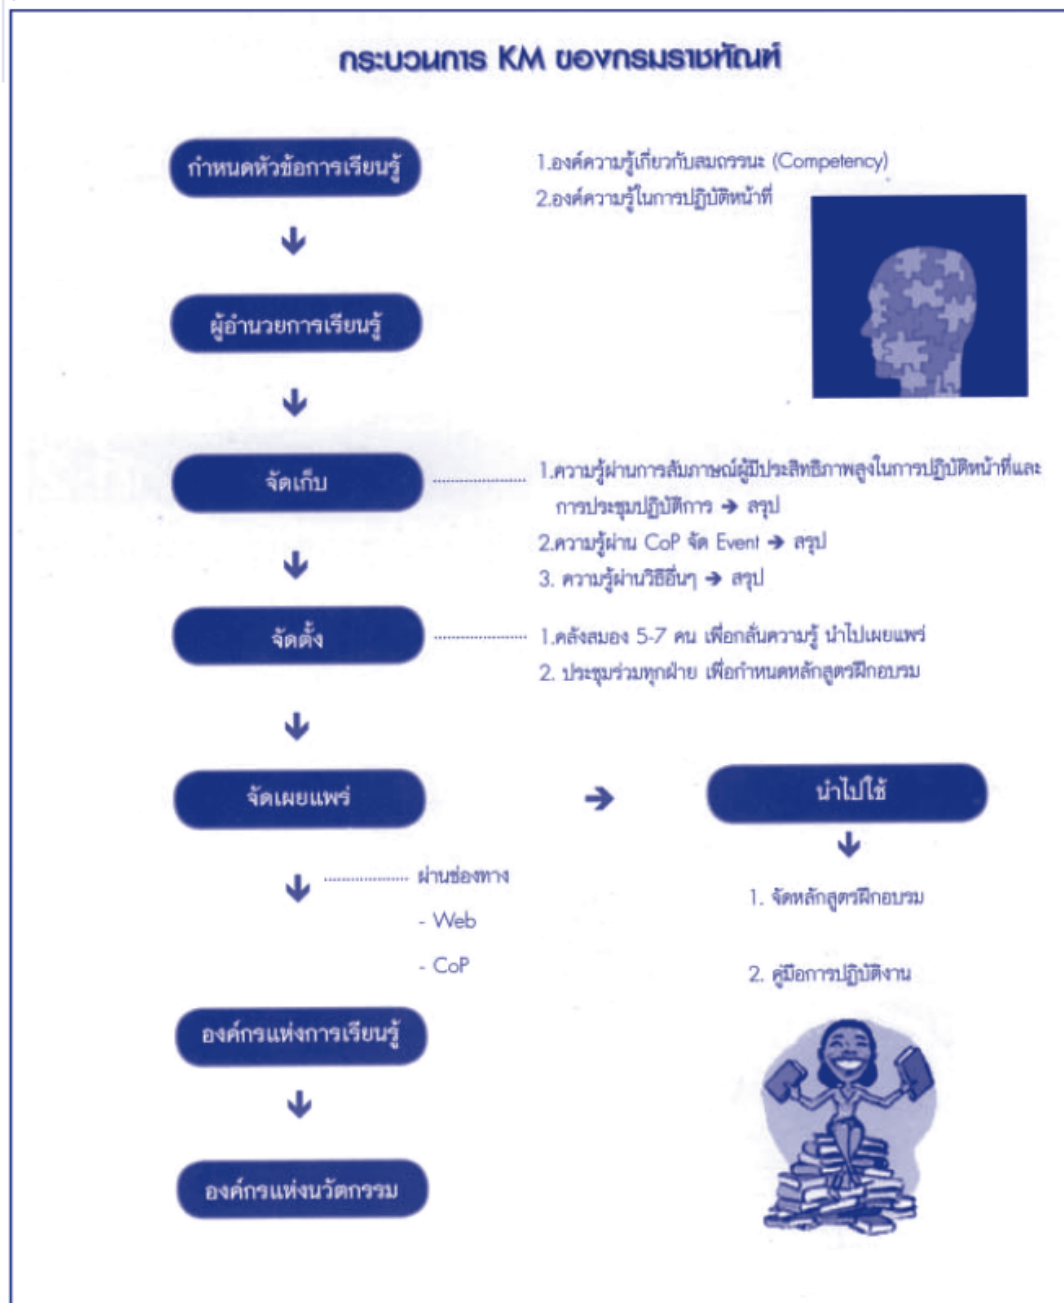 กระบวนการ KM ของกรมราชทัณฑ์
กำหนดหัวข้อการเรียนรู้
1.องค์ความรู้เกี่ยวกับสมถรรนะ (Competency)
2.องค์ความรู้ในการปฏิบัติหน้าที่
ผู้อำนวยการเรียนรู้
จัดเก็บ
1.ความรู้ผ่านการสัมภาษณ์ผู้มีประสิทธิภาพสูงในการปฏิบัติหน้าที่และ
การประชุมปฏิบัติการ → สรุป
2.ความรู้ผ่าน CoP จัด Event → สรุป
3. ความรู้ผ่านวิธีอื่นๆ → สรุป
จัดตั้ง
1.คลังสมอง 5-7 คน เพื่อกลั่นความรู้ นำไปเผยแพร่
2. ประชุมร่วมทุกฝ่าย เพื่อกำหนดหลักสูตรฝึกอบรม
จัดเผยแพร่
นำไปใช้
ผ่านช่องทาง
- Web
- CoP
1. จัดหลักสูตรฝึกอบรม
2. คู่มือการปฏิบัติงาน
องค์กรแห่งการเรียนรู้
องค์กรแห่งนวัตกรรม